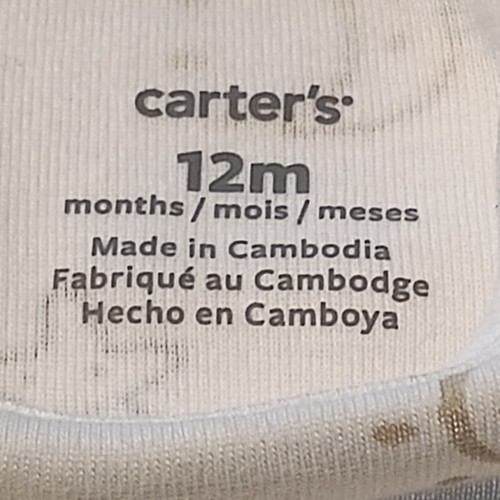 carter's
12m
months / mois / meses
Made in Cambodia
Fabriqué au Cambodge
Hecho en Camboya